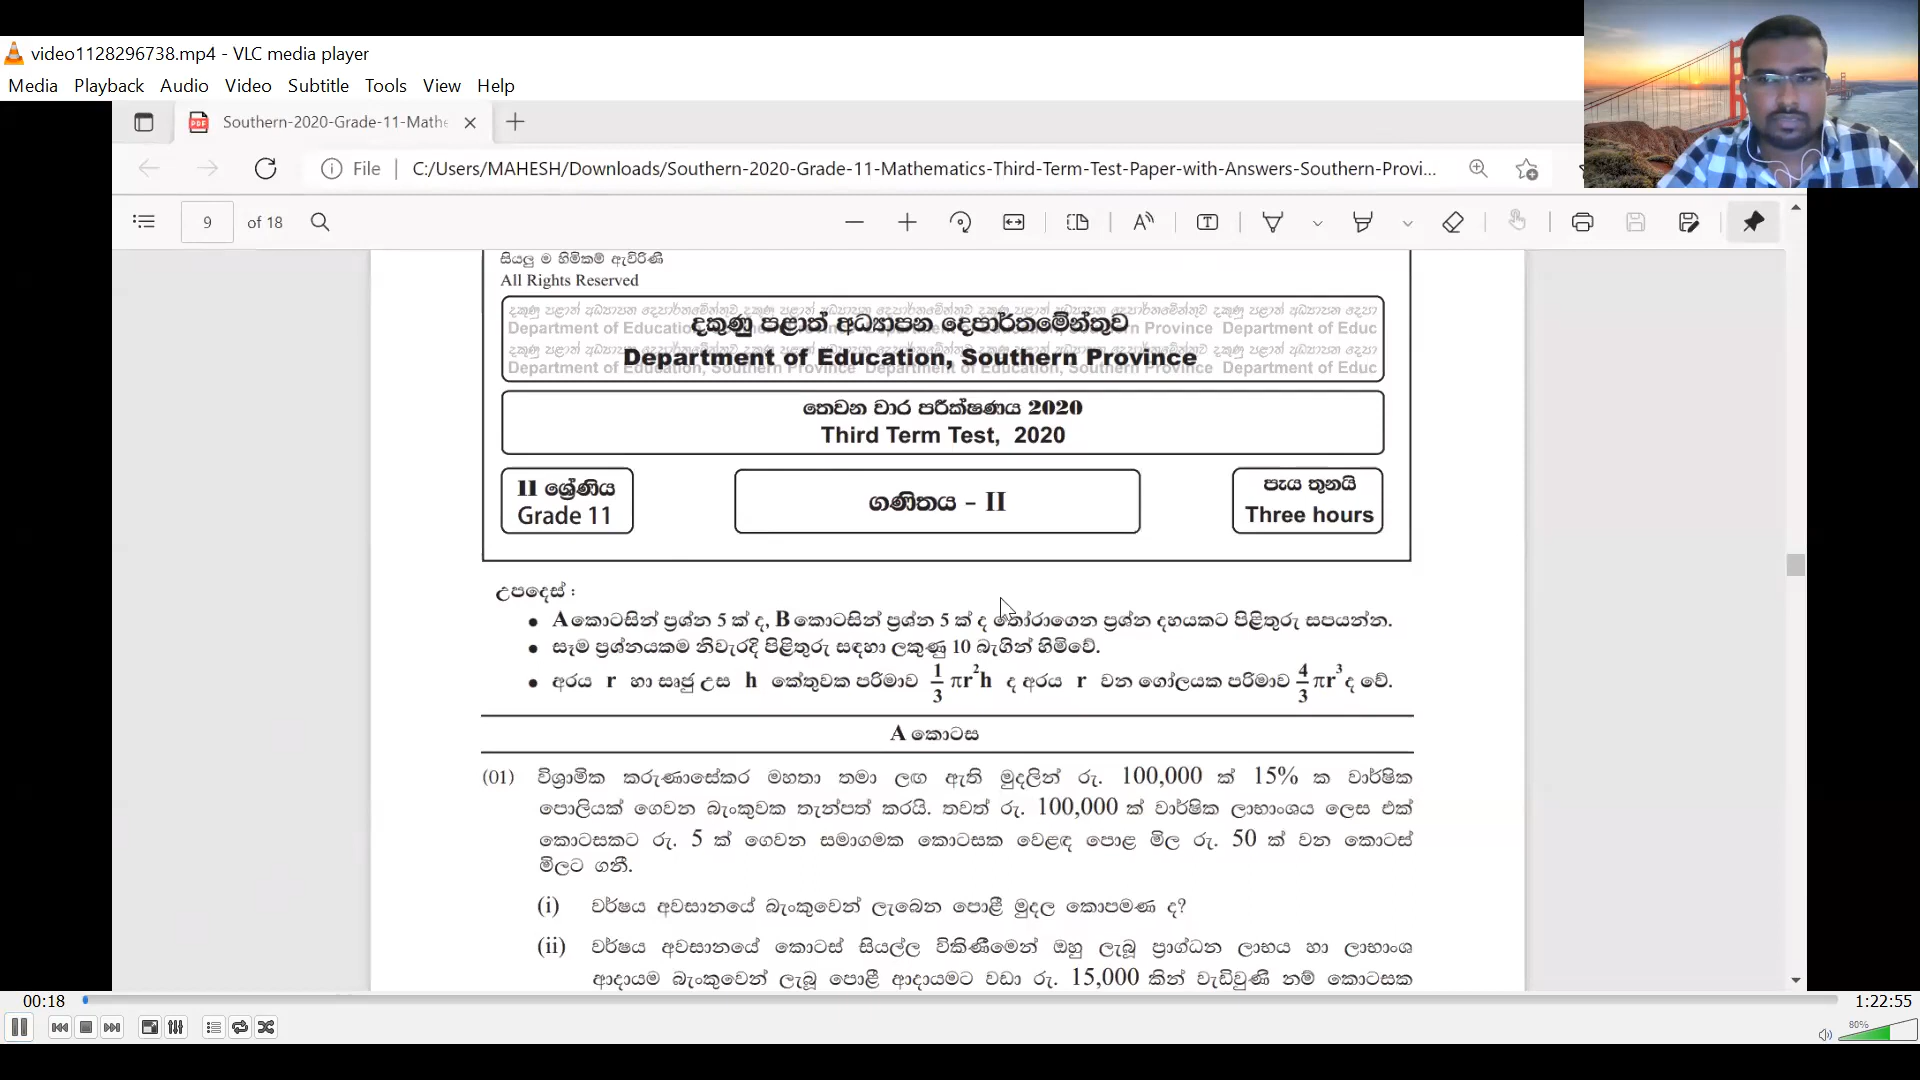 video1128296738.mp4 - VLC media player
Media Playback Audio Video Subtitle Tools View Help
Southern-2020-Grade-11-Mathe
File C:/Users/MAHESH/Downloads/Southern-2020-Grade-11-Mathematics-Third-Term-Test-Paper-with-Answers-Southern-Provi...
9 of 18
සියලු ම හිමිකම් ඇවිරිණි
All Rights Reserved
දකුණු පළාත් අධ්‍යාපන දෙපාර්තමේන්තුව
Department of Education, Southern Province
තෙවන වාර පරීක්ෂණය 2020
Third Term Test, 2020
11 ශ්‍රේණිය
Grade 11
ගණිතය - II
පැය තුනයි
Three hours
උපදෙස් :
• A කොටසින් ප්‍රශ්න 5 ක් ද, B කොටසින් ප්‍රශ්න 5 ක් ද තෝරාගෙන ප්‍රශ්න දහයකට පිළිතුරු සපයන්න.
• සෑම ප්‍රශ්නයකම නිවැරදි පිළිතුරු සඳහා ලකුණු 10 බැගින් හිමිවේ.
• අරය r හා සෘජු උස h කේතුවක පරිමාව 1/3 πr²h ද අරය r වන ගෝලයක පරිමාව 4/3 πr³ ද වේ.
A කොටස
(01) විශ්‍රාමික කරුණාසේකර මහතා තමා ලඟ ඇති මුදලින් රු. 100,000 ක් 15% ක වාර්ෂික
පොලියක් ගෙවන බැංකුවක තැන්පත් කරයි. තවත් රු. 100,000 ක් වාර්ෂික ලාභාංශය ලෙස එක්
කොටසකට රු. 5 ක් ගෙවන සමාගමක කොටසක වෙළඳ පොළ මිල රු. 50 ක් වන කොටස්
මිලට ගනී.
(i) වර්ෂය අවසානයේ බැංකුවෙන් ලැබෙන පොළී මුදල කොපමණ ද?
(ii) වර්ෂය අවසානයේ කොටස් සියල්ල විකිණීමෙන් ඔහු ලැබූ ප්‍රාග්ධන ලාභය හා ලාභාංශ
ආදායම බැංකුවෙන් ලැබූ පොළී ආදායමට වඩා රු. 15,000 කින් වැඩිවුණි නම් කොටසක
00:18 1:22:55
80%